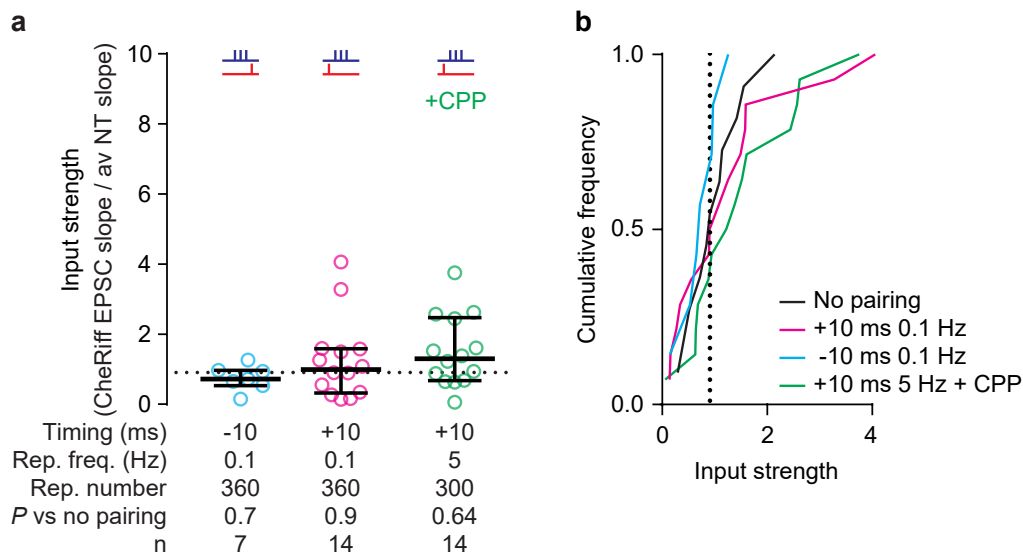 a
Input strength
(CheRiff EPSC slope / av NT slope)
10
8
6
4
2
0
+CPP
Timing (ms) -10 +10 +10
Rep. freq. (Hz) 0.1 0.1 5
Rep. number 360 360 300
P vs no pairing 0.7 0.9 0.64
n 7 14 14
b
Cumulative frequency
1.0
0.5
0.0
No pairing
+10 ms 0.1 Hz
-10 ms 0.1 Hz
+10 ms 5 Hz + CPP
0 2 4
Input strength